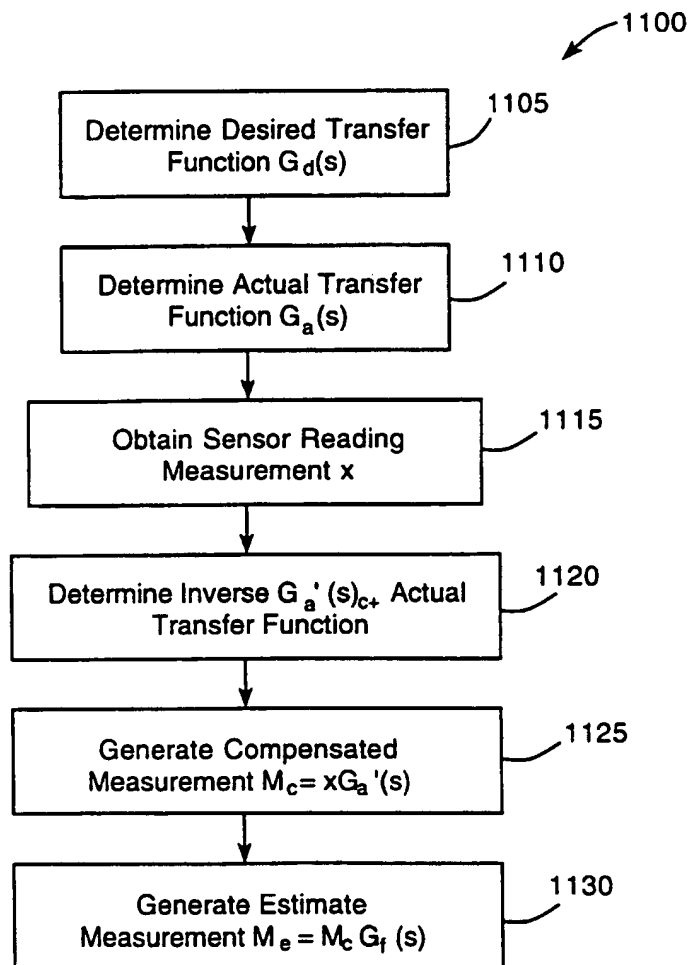 1100
1105
Determine Desired Transfer
Function G_d(s)
1110
Determine Actual Transfer
Function G_a(s)
1115
Obtain Sensor Reading
Measurement x
1120
Determine Inverse G_a'(s)_c+ Actual
Transfer Function
1125
Generate Compensated
Measurement M_c = xG_a'(s)
1130
Generate Estimate
Measurement M_e = M_c G_f (s)